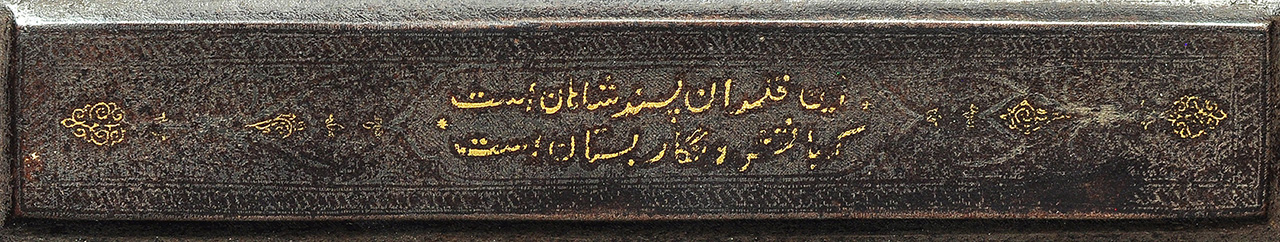 این قلمدان پسند شاهان است
که با نقش و نگار بستان است